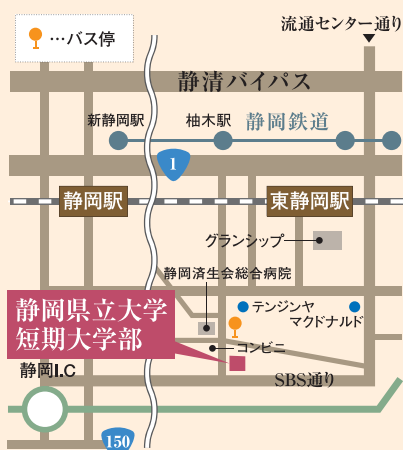 流通センター通り
…バス停
静清バイパス
新静岡駅
柚木駅
静岡鉄道
1
静岡駅
東静岡駅
グランシップ
静岡済生会総合病院
静岡県立大学
短期大学部
テンジンヤ
マクドナルド
コンビニ
静岡I.C
SBS通り
150